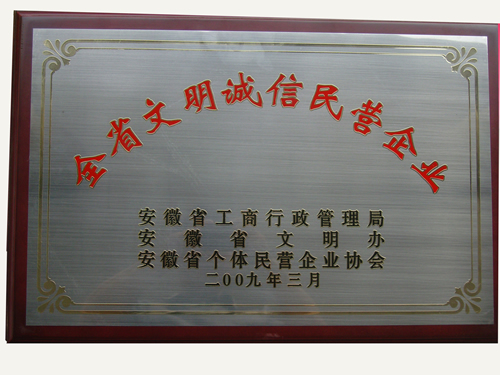 全省文明诚信民营企业
安徽省工商行政管理局
安徽省文明办
安徽省个体民营企业协会
二00九年三月